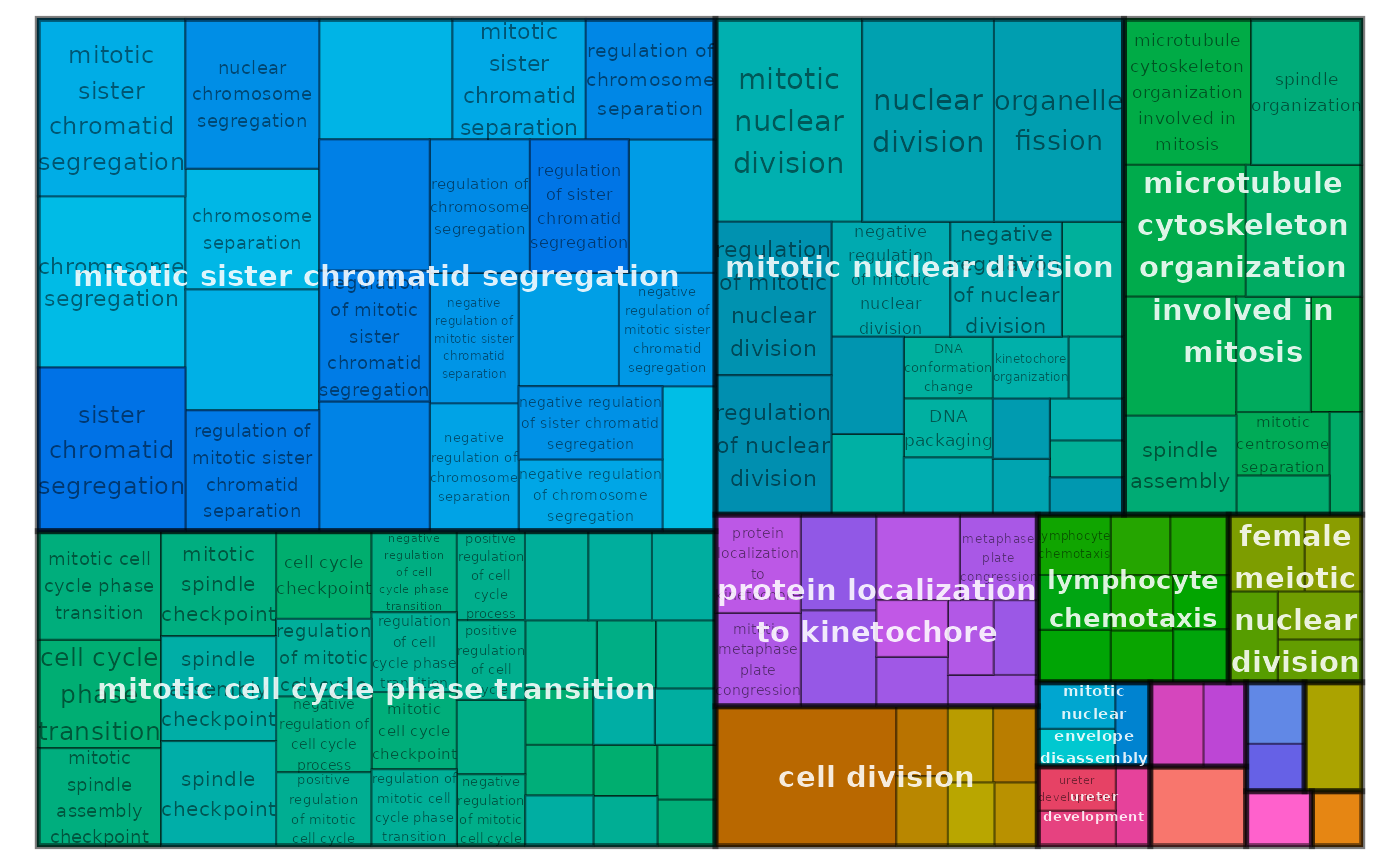 mitotic
sister
chromatid
segregation
nuclear
chromosome
segregation
mitotic
sister
chromatid
separation
regulation of
chromosome
separation
chromosome
segregation
chromosome
separation
regulation of
chromosome
segregation
regulation
of sister
chromatid
segregation
mitotic sister chromatid segregation
regulation
of mitotic
sister
chromatid
segregation
negative
regulation of
mitotic sister
chromatid
separation
negative
regulation of
mitotic sister
chromatid
segregation
sister
chromatid
segregation
regulation of
mitotic sister
chromatid
separation
negative
regulation of
chromosome
separation
negative regulation
of sister chromatid
segregation
negative regulation
of chromosome
segregation
mitotic
nuclear
division
nuclear
division
organelle
fission
regulation
of mitotic
nuclear
division
negative
regulation
of mitotic
nuclear
division
negative
regulation
of nuclear
division
mitotic nuclear division
regulation
of nuclear
division
DNA
conformation
change
kinetochore
organization
DNA
packaging
microtubule
cytoskeleton
organization
involved in
mitosis
spindle
organization
microtubule
cytoskeleton
organization
involved in
mitosis
spindle
assembly
mitotic
centrosome
separation
mitotic cell
cycle phase
transition
mitotic
spindle
checkpoint
cell cycle
checkpoint
negative
regulation
of cell
cycle phase
transition
positive
regulation
of cell
cycle
process
cell cycle
phase
transition
spindle
assembly
checkpoint
regulation
of mitotic
cell cycle
regulation
of cell
cycle phase
transition
positive
regulation
of cell
cycle
mitotic cell cycle phase transition
mitotic
spindle
assembly
checkpoint
spindle
checkpoint
negative
regulation of
cell cycle
process
mitotic
cell cycle
checkpoint
positive
regulation
of mitotic
cell cycle
regulation of
mitotic cell
cycle phase
transition
negative
regulation
of mitotic
cell cycle
protein
localization
to
metaphase
plate
congression
protein localization
to kinetochore
mitotic
metaphase
plate
congression
cell division
lymphocyte
chemotaxis
lymphocyte
chemotaxis
female
meiotic
nuclear
division
mitotic
nuclear
envelope
disassembly
ureter
development
ureter
development